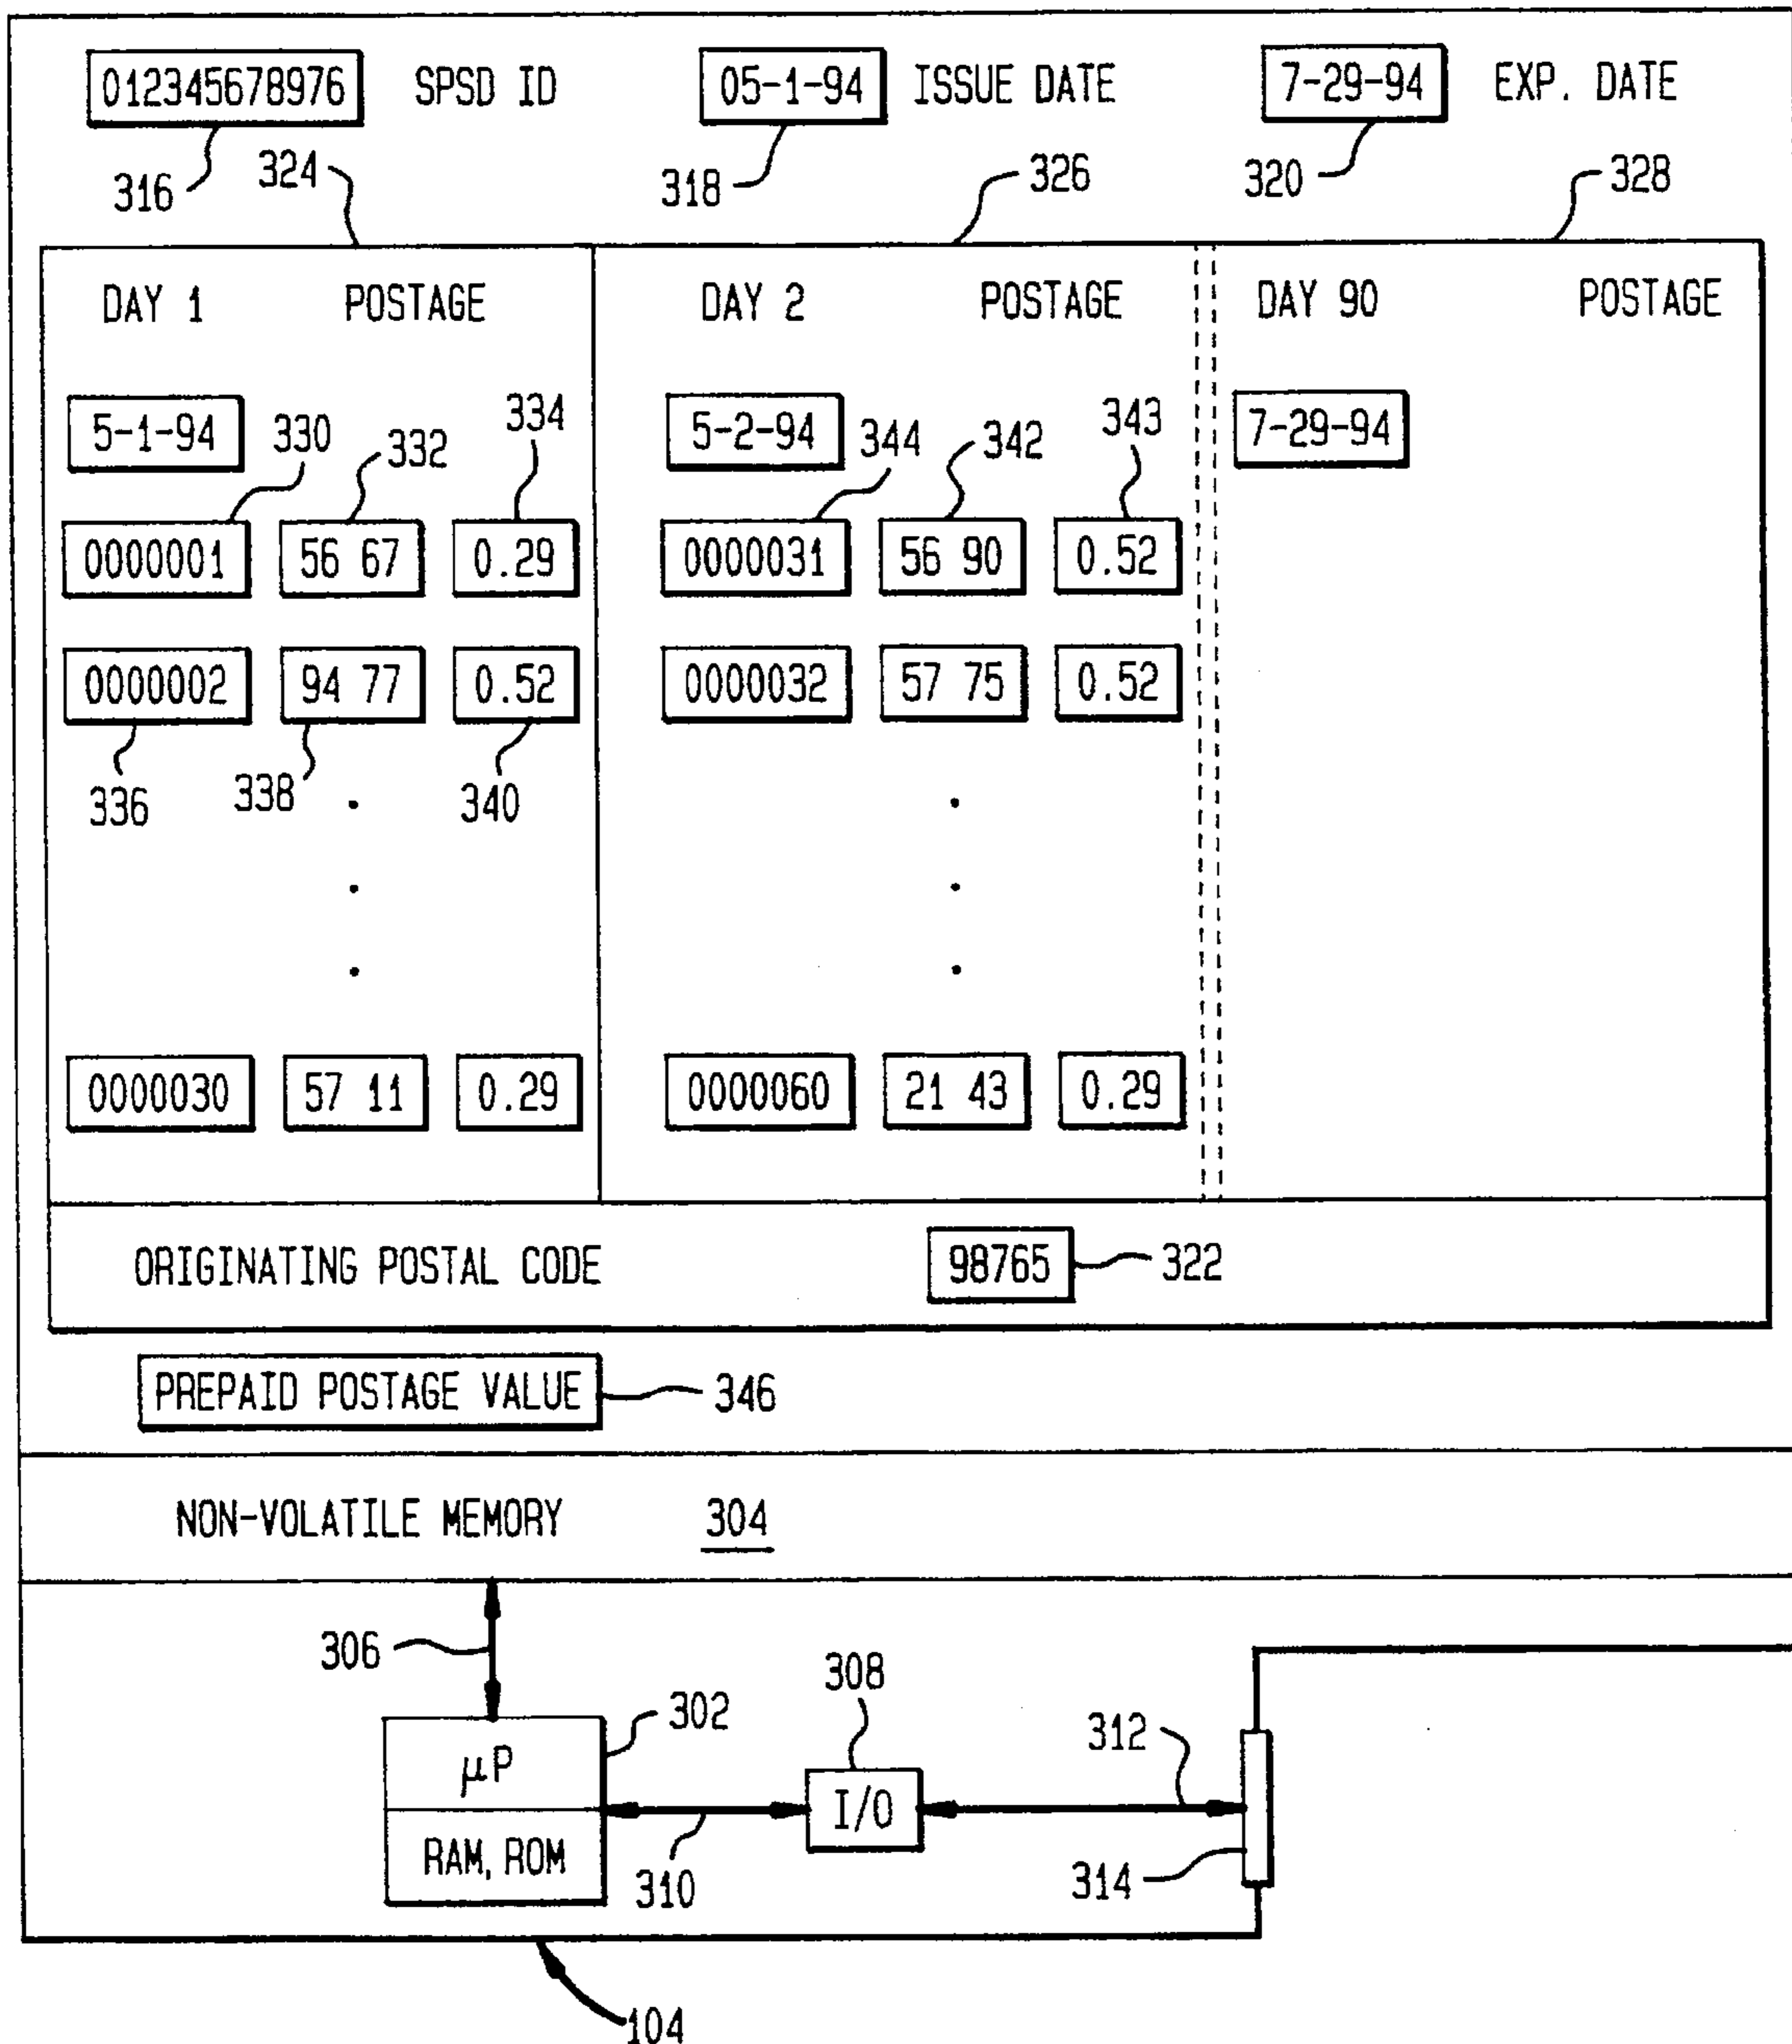 012345678976 SPSD ID 05-1-94 ISSUE DATE 7-29-94 EXP. DATE
316 324 318 326 320 328
DAY 1 POSTAGE DAY 2 POSTAGE DAY 90 POSTAGE
5-1-94 330 332 334 5-2-94 344 342 343 7-29-94
0000001 56 67 0.29 0000031 56 90 0.52
0000002 94 77 0.52 0000032 57 75 0.52
336 338 340
0000030 57 11 0.29 0000060 21 43 0.29
ORIGINATING POSTAL CODE 98765 322
PREPAID POSTAGE VALUE 346
NON-VOLATILE MEMORY 304
306
308
302
312
μP
I/O
RAM, ROM
310
314
104